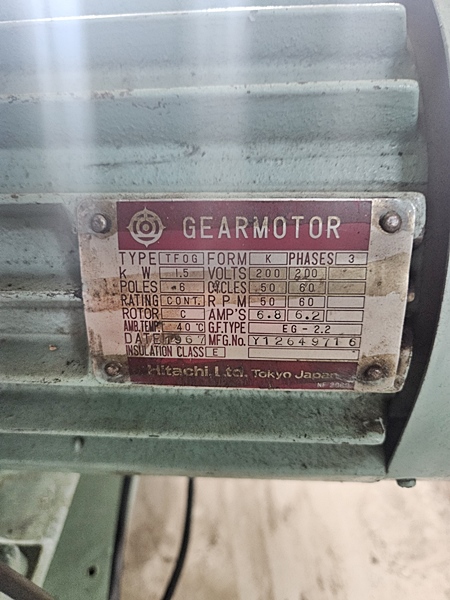 GEARMOTOR
TYPE TFOG FORM K PHASES 3
K W 1.5 VOLTS 200 200
POLES 6 CYCLES 50 60
RATING CONT. R P M 50 60
ROTOR C AMP'S 6.8 6.2
AMB.TEMP. 40°C G.F.TYPE EG-2.2
DATE 1967 MFG.No. Y12649716
INSULATION CLASS E
Hitachi, Ltd. Tokyo Japan